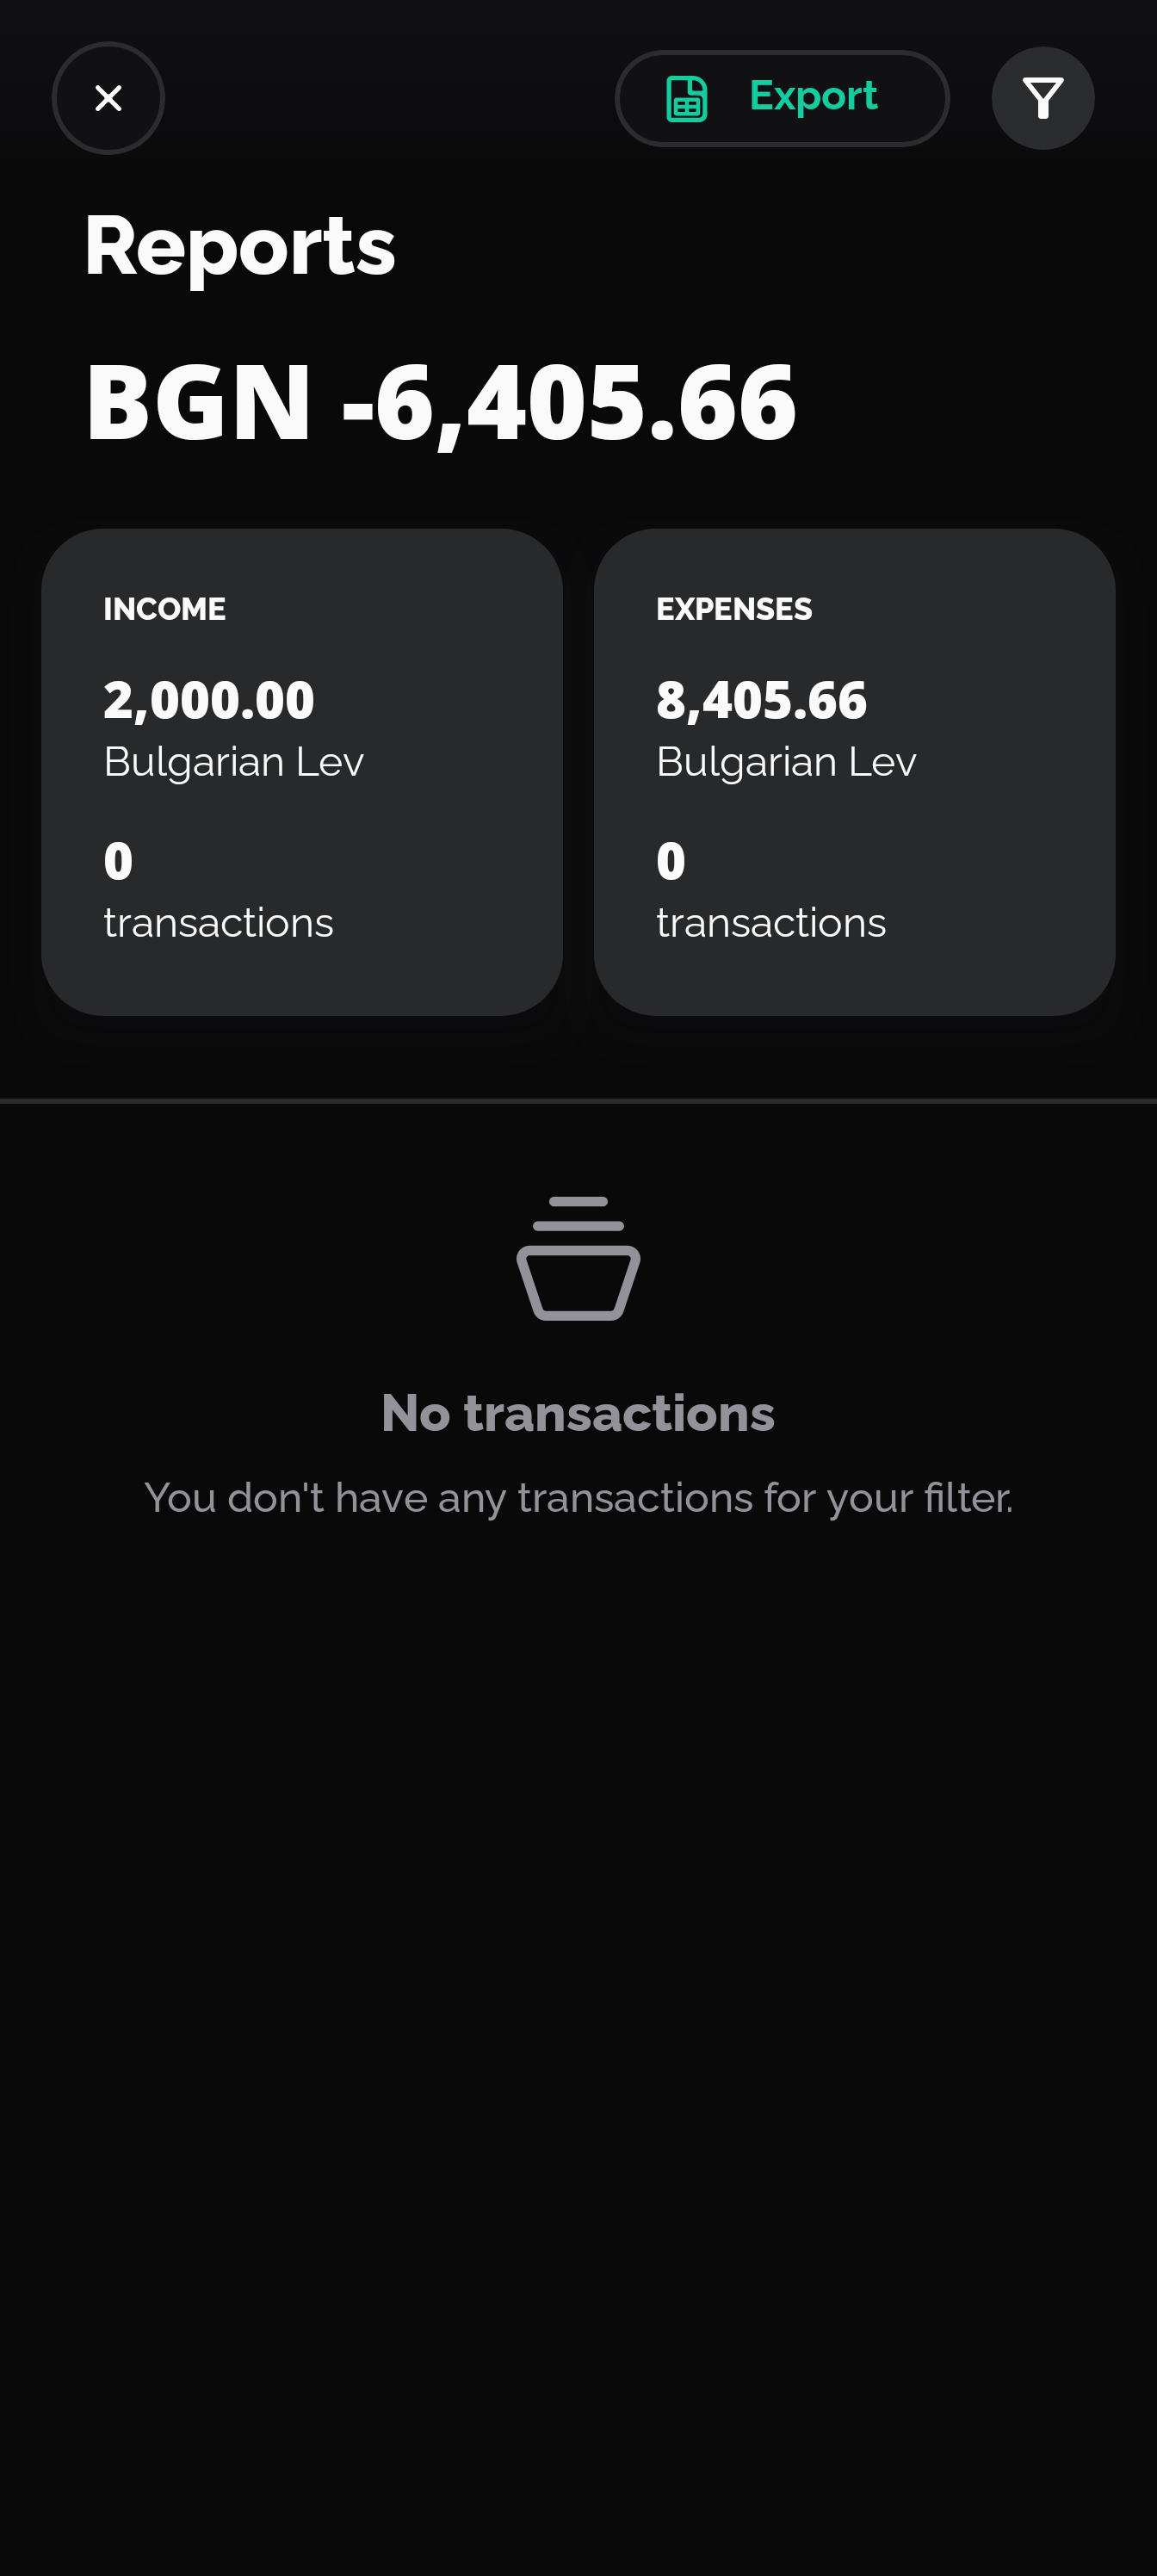 Export
Reports
BGN -6,405.66
INCOME
2,000.00
Bulgarian Lev
0
transactions
EXPENSES
8,405.66
Bulgarian Lev
0
transactions
No transactions
You don't have any transactions for your filter.